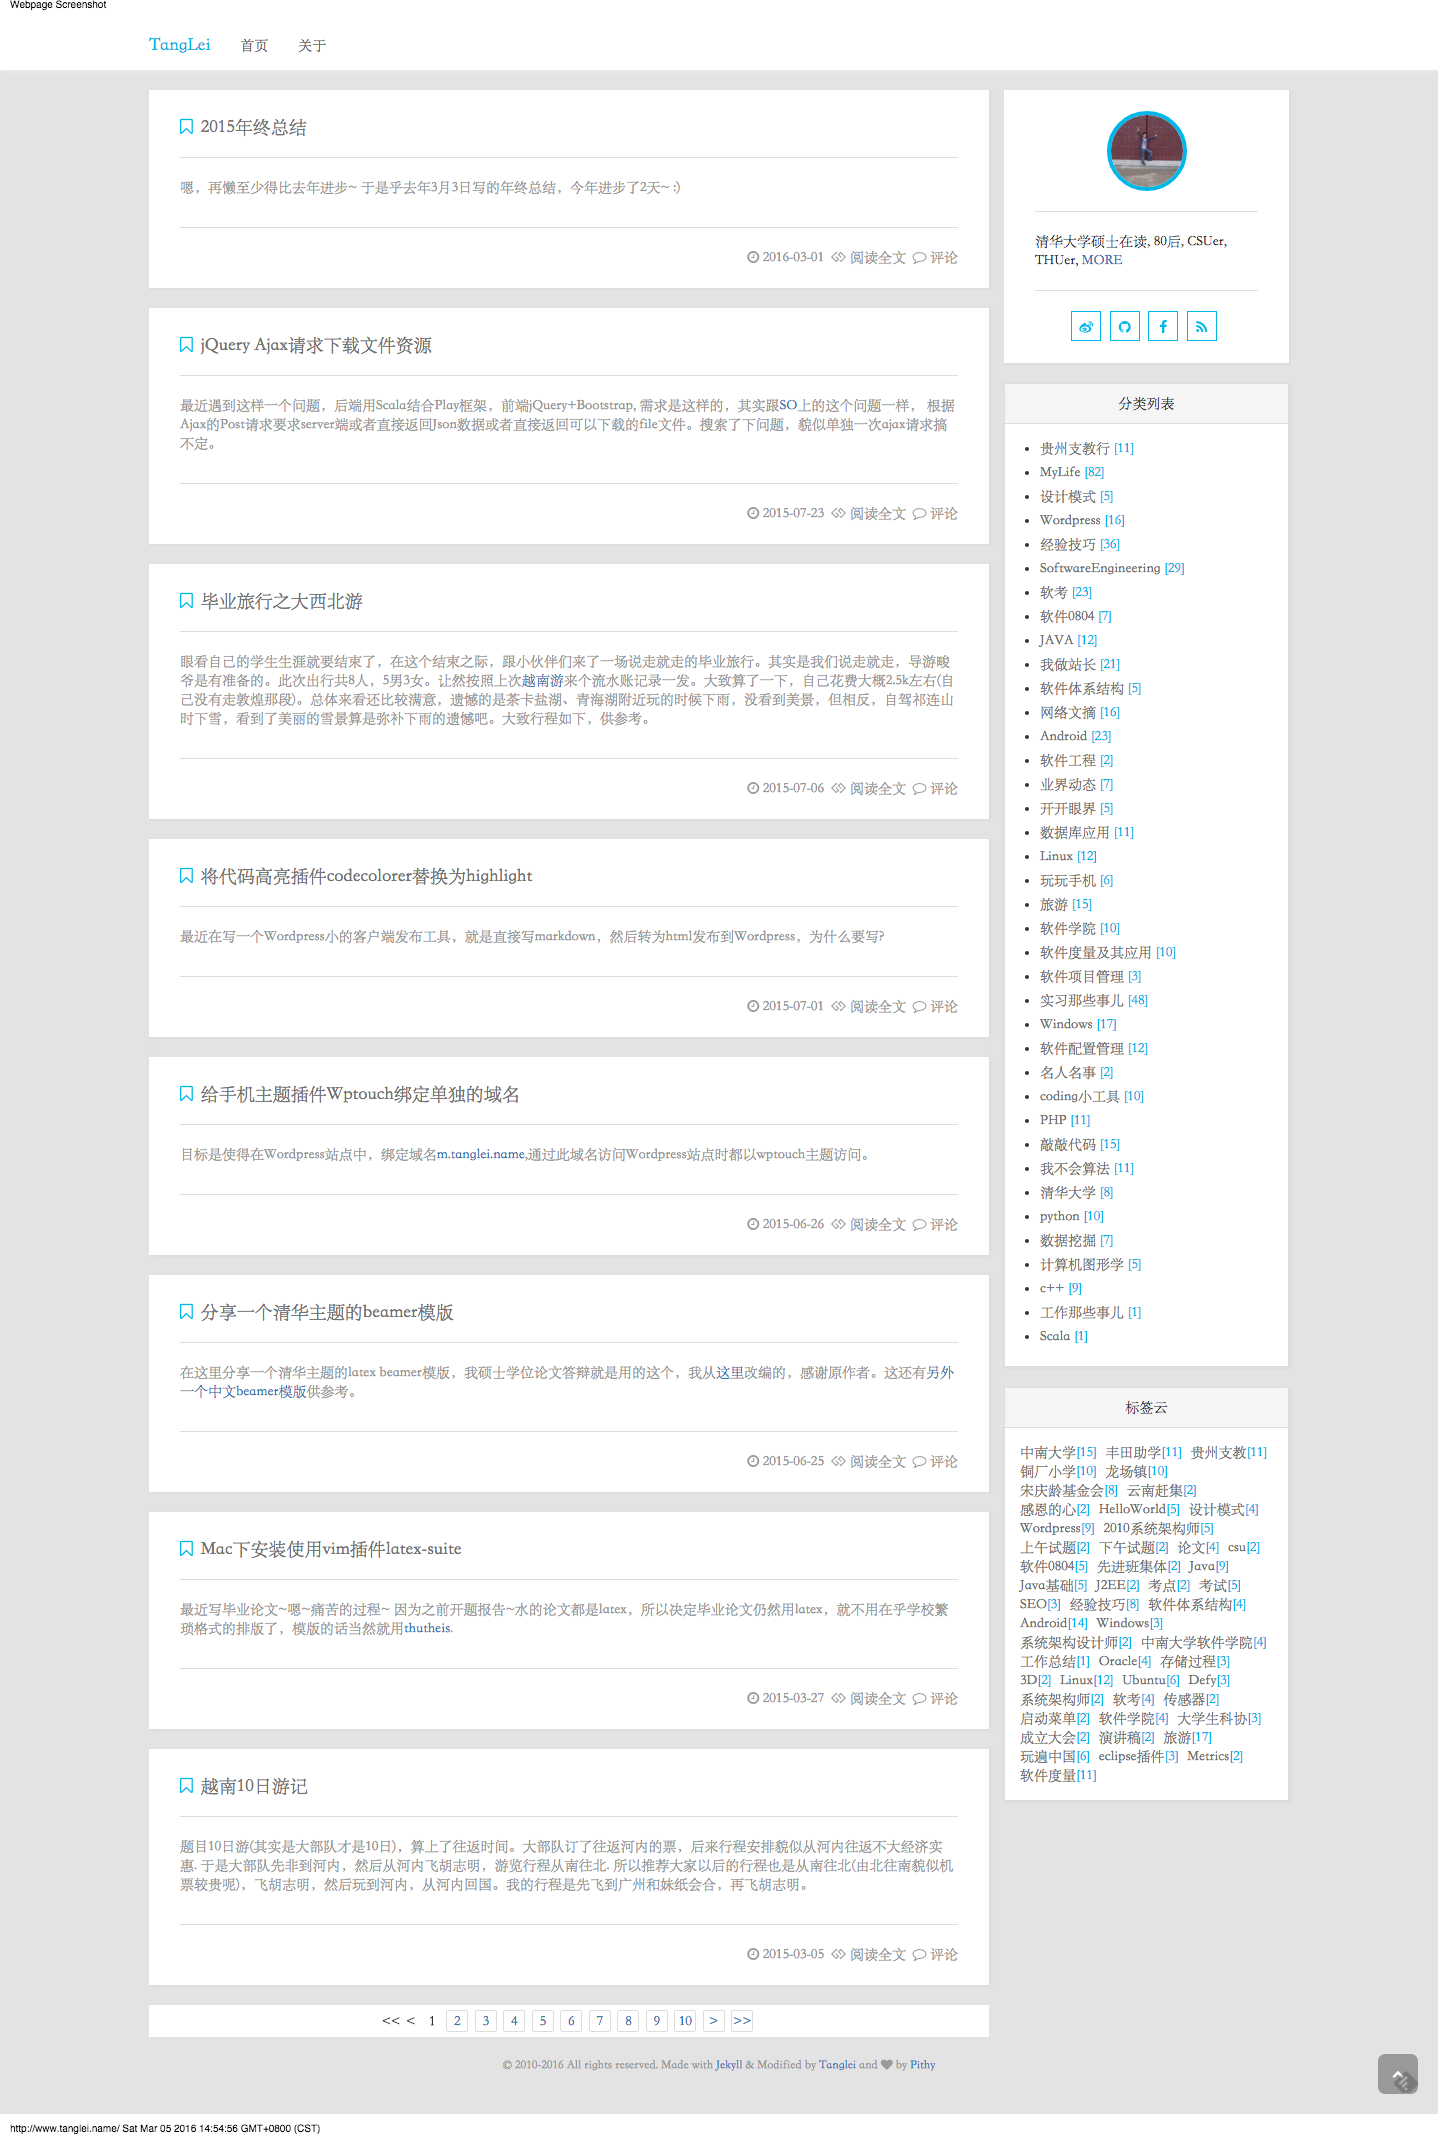 Webpage Screenshot
TangLei 首页 关于
2015年终总结
嗯，再懒至少得比去年进步~ 于是乎去年3月3日写的年终总结，今年进步了2天~ :)
2016-03-01 阅读全文 评论
jQuery Ajax请求下载文件资源
最近遇到这样一个问题，后端用Scala结合Play框架，前端jQuery+Bootstrap, 需求是这样的，其实跟SO上的这个问题一样， 根据
Ajax的Post请求要求server端或者直接返回Json数据或者直接返回可以下载的file文件。搜索了下问题，貌似单独一次ajax请求搞
不定。
2015-07-23 阅读全文 评论
毕业旅行之大西北游
眼看自己的学生生涯就要结束了，在这个结束之际，跟小伙伴们来了一场说走就走的毕业旅行。其实是我们说走就走，导游畯
爷是有准备的。此次出行共8人，5男3女。让然按照上次越南游来个流水账记录一发。大致算了一下，自己花费大概2.5k左右(自
己没有走敦煌那段)。总体来看还比较满意，遗憾的是茶卡盐湖、青海湖附近玩的时候下雨，没看到美景，但相反，自驾祁连山
时下雪，看到了美丽的雪景算是弥补下雨的遗憾吧。大致行程如下，供参考。
2015-07-06 阅读全文 评论
将代码高亮插件codecolorer替换为highlight
最近在写一个Wordpress小的客户端发布工具，就是直接写markdown，然后转为html发布到Wordpress，为什么要写?
2015-07-01 阅读全文 评论
给手机主题插件Wptouch绑定单独的域名
目标是使得在Wordpress站点中，绑定域名m.tanglei.name,通过此域名访问Wordpress站点时都以wptouch主题访问。
2015-06-26 阅读全文 评论
分享一个清华主题的beamer模版
在这里分享一个清华主题的latex beamer模版，我硕士学位论文答辩就是用的这个，我从这里改编的，感谢原作者。这还有另外
一个中文beamer模版供参考。
2015-06-25 阅读全文 评论
Mac下安装使用vim插件latex-suite
最近写毕业论文~嗯~痛苦的过程~ 因为之前开题报告~水的论文都是latex，所以决定毕业论文仍然用latex，就不用在乎学校繁
琐格式的排版了，模版的话当然就用thutheis.
2015-03-27 阅读全文 评论
越南10日游记
题目10日游(其实是大部队才是10日)，算上了往返时间。大部队订了往返河内的票，后来行程安排貌似从河内往返不大经济实
惠. 于是大部队先非到河内，然后从河内飞胡志明，游览行程从南往北. 所以推荐大家以后的行程也是从南往北(由北往南貌似机
票较贵呢)，飞胡志明，然后玩到河内，从河内回国。我的行程是先飞到广州和妹纸会合，再飞胡志明。
2015-03-05 阅读全文 评论
<< < 1 2 3 4 5 6 7 8 9 10 > >>
清华大学硕士在读, 80后, CSUer,
THUer, MORE
分类列表
贵州支教行 [11]
MyLife [82]
设计模式 [5]
Wordpress [16]
经验技巧 [36]
SoftwareEngineering [29]
软考 [23]
软件0804 [7]
JAVA [12]
我做站长 [21]
软件体系结构 [5]
网络文摘 [16]
Android [23]
软件工程 [2]
业界动态 [7]
开开眼界 [5]
数据库应用 [11]
Linux [12]
玩玩手机 [6]
旅游 [15]
软件学院 [10]
软件度量及其应用 [10]
软件项目管理 [3]
实习那些事儿 [48]
Windows [17]
软件配置管理 [12]
名人名事 [2]
coding小工具 [10]
PHP [11]
敲敲代码 [15]
我不会算法 [11]
清华大学 [8]
python [10]
数据挖掘 [7]
计算机图形学 [5]
c++ [9]
工作那些事儿 [1]
Scala [1]
标签云
中南大学[15] 丰田助学[11] 贵州支教[11]
铜厂小学[10] 龙场镇[10]
宋庆龄基金会[8] 云南赶集[2]
感恩的心[2] HelloWorld[5] 设计模式[4]
Wordpress[9] 2010系统架构师[5]
上午试题[2] 下午试题[2] 论文[4] csu[2]
软件0804[5] 先进班集体[2] Java[9]
Java基础[5] J2EE[2] 考点[2] 考试[5]
SEO[3] 经验技巧[8] 软件体系结构[4]
Android[14] Windows[3]
系统架构设计师[2] 中南大学软件学院[4]
工作总结[1] Oracle[4] 存储过程[3]
3D[2] Linux[12] Ubuntu[6] Defy[3]
系统架构师[2] 软考[4] 传感器[2]
启动菜单[2] 软件学院[4] 大学生科协[3]
成立大会[2] 演讲稿[2] 旅游[17]
玩遍中国[6] eclipse插件[3] Metrics[2]
软件度量[11]
© 2010-2016 All rights reserved. Made with Jekyll & Modified by Tanglei and ♥ by Pithy
http://www.tanglei.name/ Sat Mar 05 2016 14:54:56 GMT+0800 (CST)